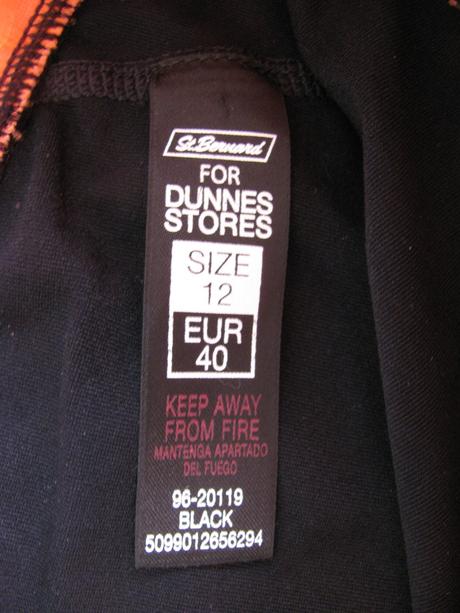 St.Bernard
FOR
DUNNES
STORES
SIZE
12
EUR
40
KEEP AWAY
FROM FIRE
MANTENGA APARTADO
DEL FUEGO
96-20119
BLACK
5099012656294